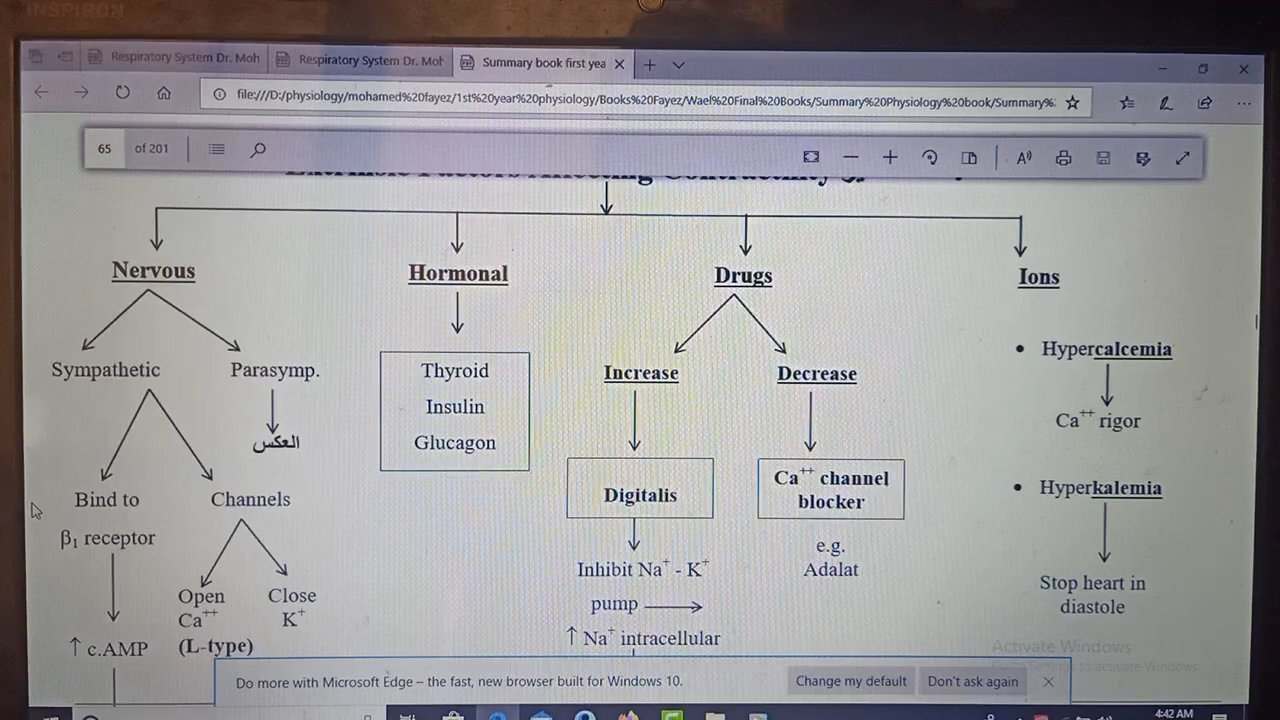 INSPIRON
Respiratory System Dr. Moh
Respiratory System Dr. Moh
Summary book first yea
file:///D:/physiology/mohamed%20fayez/1st%20year%20physiology/Books%20Fayez/Wael%20Final%20Books/Summary%20Physiology%20book/Summary%
65 of 201
Nervous
Hormonal
Drugs
Ions
Sympathetic
Parasymp.
العكس
Bind to
β1 receptor
↑ c.AMP
Channels
Open
Ca++
(L-type)
Close
K+
Thyroid
Insulin
Glucagon
Increase
Digitalis
Inhibit Na+ - K+
pump →
↑ Na+ intracellular
Decrease
Ca++ channel
blocker
e.g.
Adalat
• Hypercalcemia
Ca++ rigor
• Hyperkalemia
Stop heart in
diastole
Activate Windows
to activate Windows.
Do more with Microsoft Edge – the fast, new browser built for Windows 10.
Change my default
Don't ask again
4:42 AM